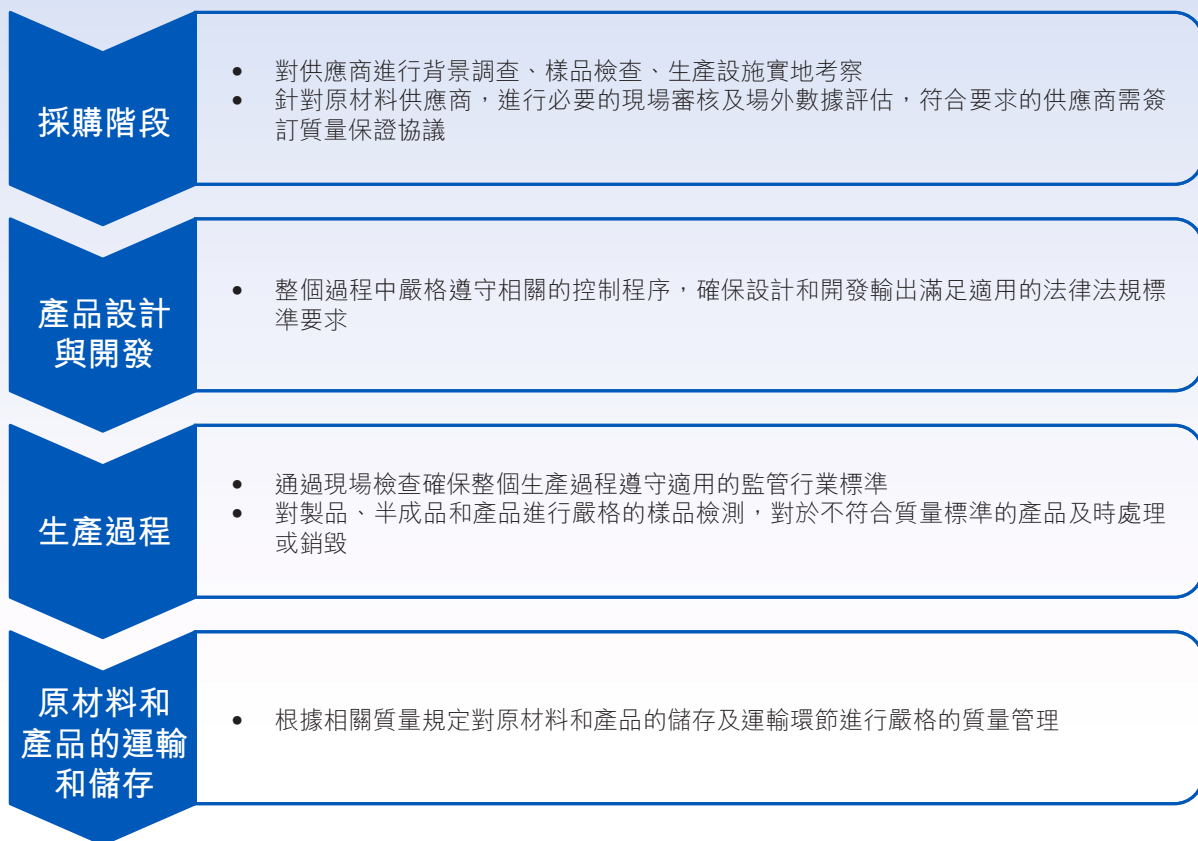 採購階段
• 對供應商進行背景調查、樣品檢查、生產設施實地考察
• 針對原材料供應商，進行必要的現場審核及場外數據評估，符合要求的供應商需簽
訂質量保證協議
產品設計
與開發
• 整個過程中嚴格遵守相關的控制程序，確保設計和開發輸出滿足適用的法律法規標
準要求
生產過程
• 通過現場檢查確保整個生產過程遵守適用的監管行業標準
• 對製品、半成品和產品進行嚴格的樣品檢測，對於不符合質量標準的產品及時處理
或銷毀
原材料和
產品的運輸
和儲存
• 根據相關質量規定對原材料和產品的儲存及運輸環節進行嚴格的質量管理